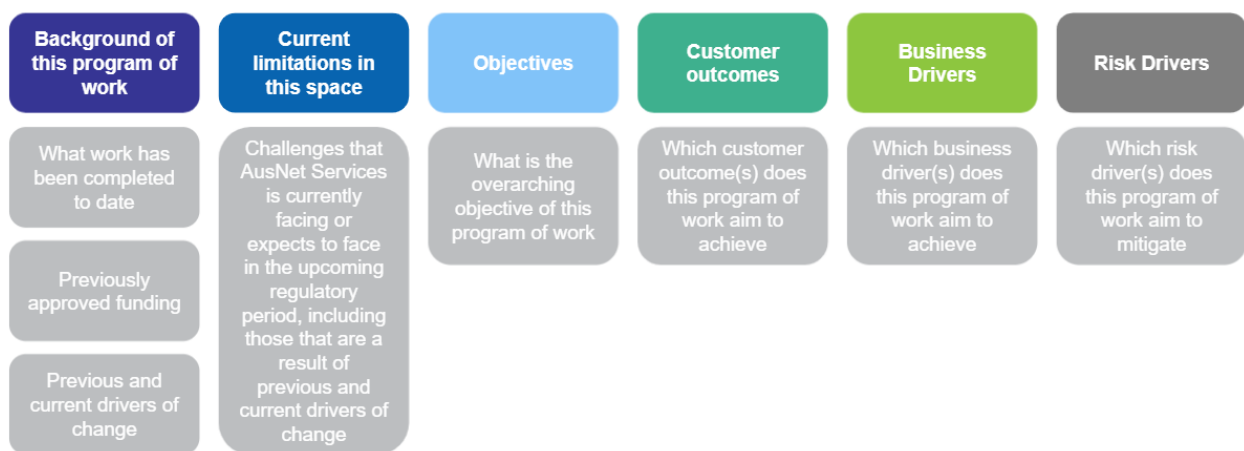 Background of
this program of
work
What work has
been completed
to date
Previously
approved funding
Previous and
current drivers of
change
Current
limitations in
this space
Challenges that
AusNet Services
is currently
facing or
expects to face
in the upcoming
regulatory
period, including
those that are a
result of
previous and
current drivers of
change
Objectives
What is the
overarching
objective of this
program of work
Customer
outcomes
Which customer
outcome(s) does
this program of
work aim to
achieve
Business
Drivers
Which business
driver(s) does
this program of
work aim to
achieve
Risk Drivers
Which risk
driver(s) does
this program of
work aim to
mitigate